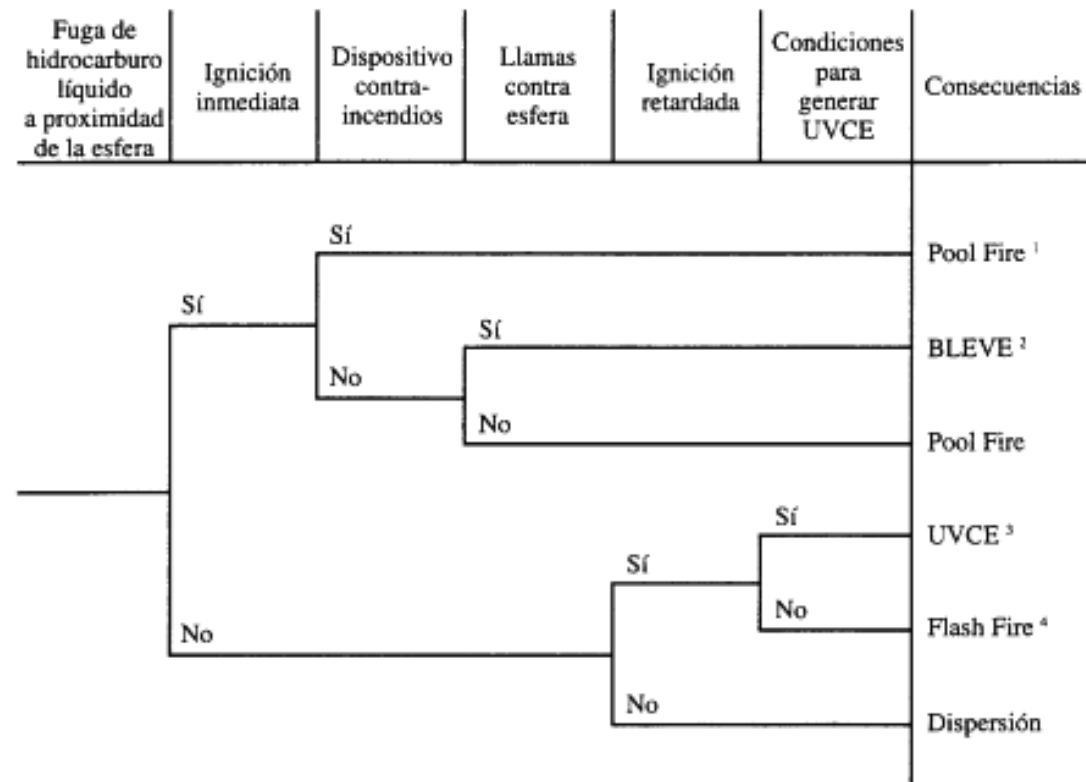 Fuga de
hidrocarburo
líquido
a proximidad
de la esfera
Ignición
inmediata
Dispositivo
contra-
incendios
Llamas
contra
esfera
Ignición
retardada
Condiciones
para
generar
UVCE
Consecuencias
Sí
Pool Fire ¹
Sí
Sí
BLEVE ²
No
No
Pool Fire
Sí
UVCE ³
Sí
No
Flash Fire ⁴
No
No
Dispersión